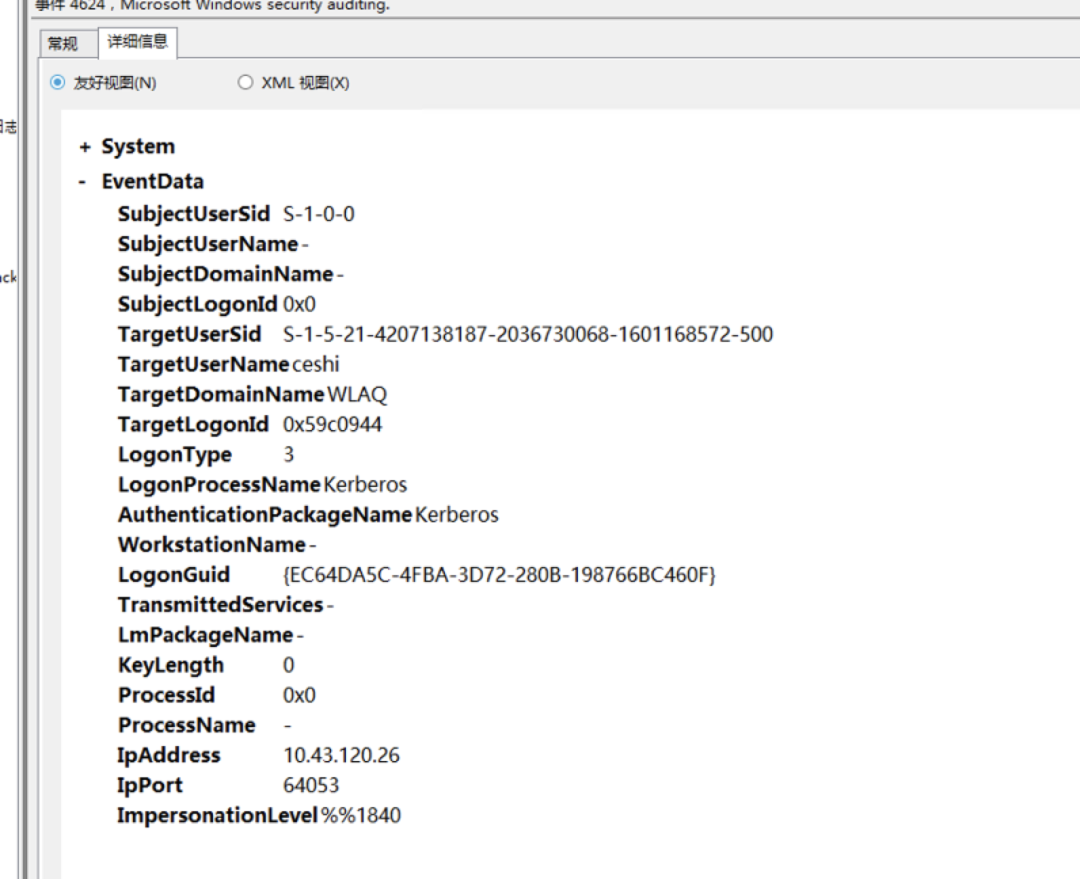 事件 4624，Microsoft Windows security auditing.
常规 详细信息
友好视图(N) XML 视图(X)
+ System
- EventData
SubjectUserSid S-1-0-0
SubjectUserName -
SubjectDomainName -
SubjectLogonId 0x0
TargetUserSid S-1-5-21-4207138187-2036730068-1601168572-500
TargetUserName ceshi
TargetDomainName WLAQ
TargetLogonId 0x59c0944
LogonType 3
LogonProcessName Kerberos
AuthenticationPackageName Kerberos
WorkstationName -
LogonGuid {EC64DA5C-4FBA-3D72-280B-198766BC460F}
TransmittedServices -
LmPackageName -
KeyLength 0
ProcessId 0x0
ProcessName -
IpAddress 10.43.120.26
IpPort 64053
ImpersonationLevel %%1840